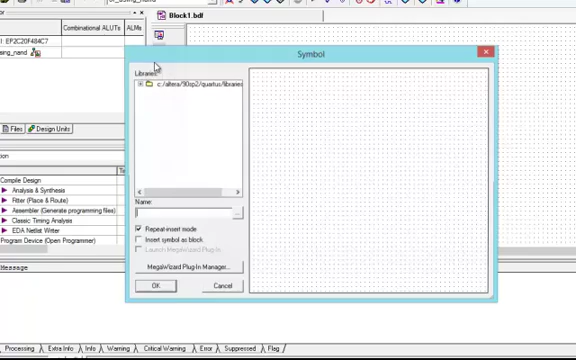 Block1.bdf
Combinational ALUTs
ALMs
EP2C20F484C7
Symbol
Libraries:
c:/altera/90sp2/quartus/libraries
Files
Design Units
Name:
Compile Design
Analysis & Synthesis
Fitter (Place & Route)
Assembler (Generate programming files)
Classic Timing Analysis
EDA Netlist Writer
Program Device (Open Programmer)
Repeat-insert mode
Insert symbol as block
Launch MegaWizard Plug-In
MegaWizard Plug-In Manager...
OK
Cancel
Message
Processing
Extra Info
Info
Warning
Critical Warning
Error
Suppressed
Flag